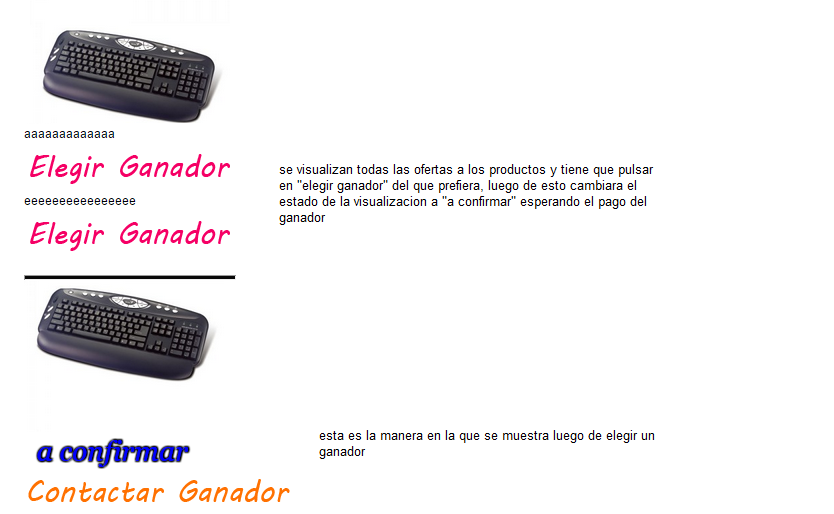 aaaaaaaaaaaaa
Elegir Ganador
eeeeeeeeeeeeeeee
Elegir Ganador
se visualizan todas las ofertas a los productos y tiene que pulsar
en "elegir ganador" del que prefiera, luego de esto cambiara el
estado de la visualizacion a "a confirmar" esperando el pago del
ganador
a confirmar
Contactar Ganador
esta es la manera en la que se muestra luego de elegir un
ganador